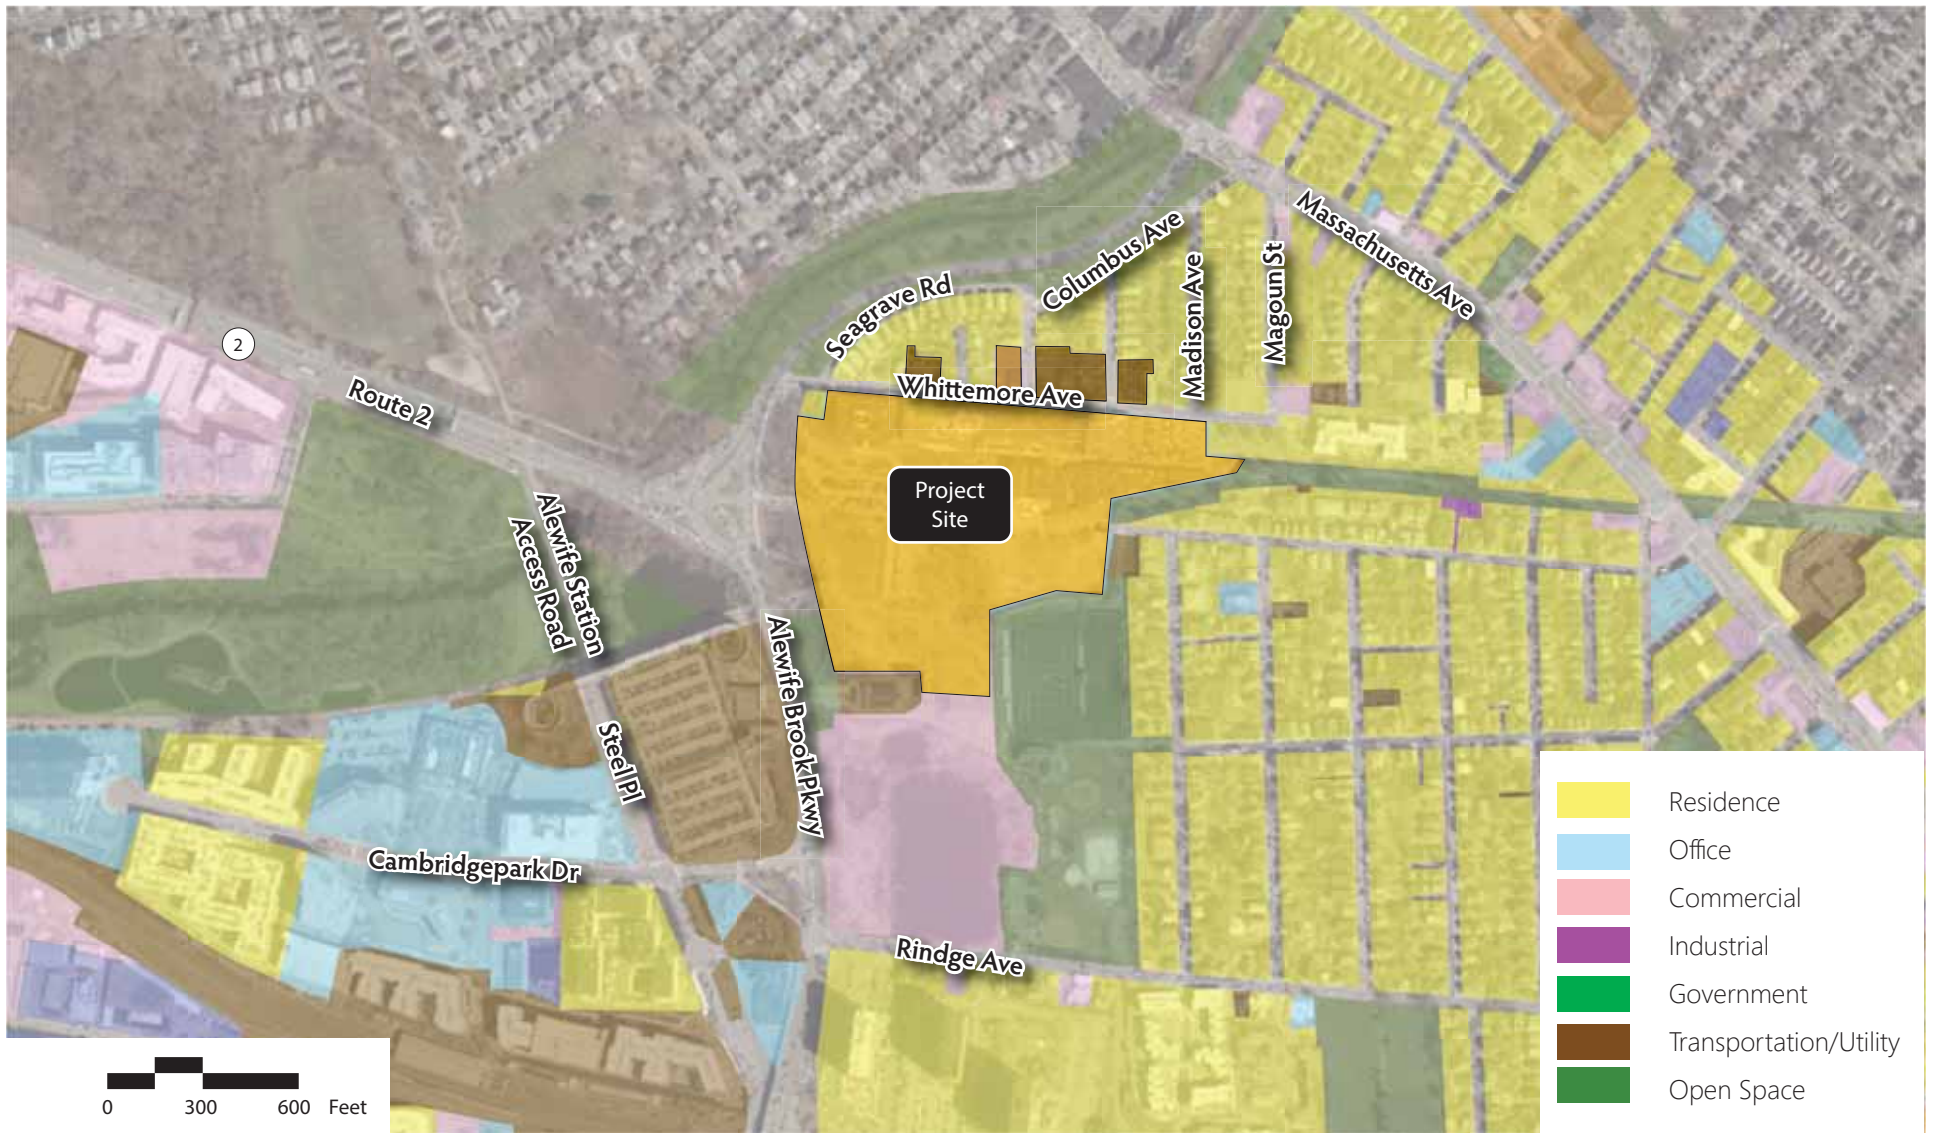 Massachusetts Ave
Columbus Ave
Madison Ave
Magoun St
Seagrave Rd
2
Route 2
Whittemore Ave
Project
Site
Alewife Station
Access Road
Alewife Brook Pkwy
Steel Pl
Cambridgepark Dr
Rindge Ave
Residence
Office
Commercial
Industrial
Government
Transportation/Utility
Open Space
0 300 600 Feet